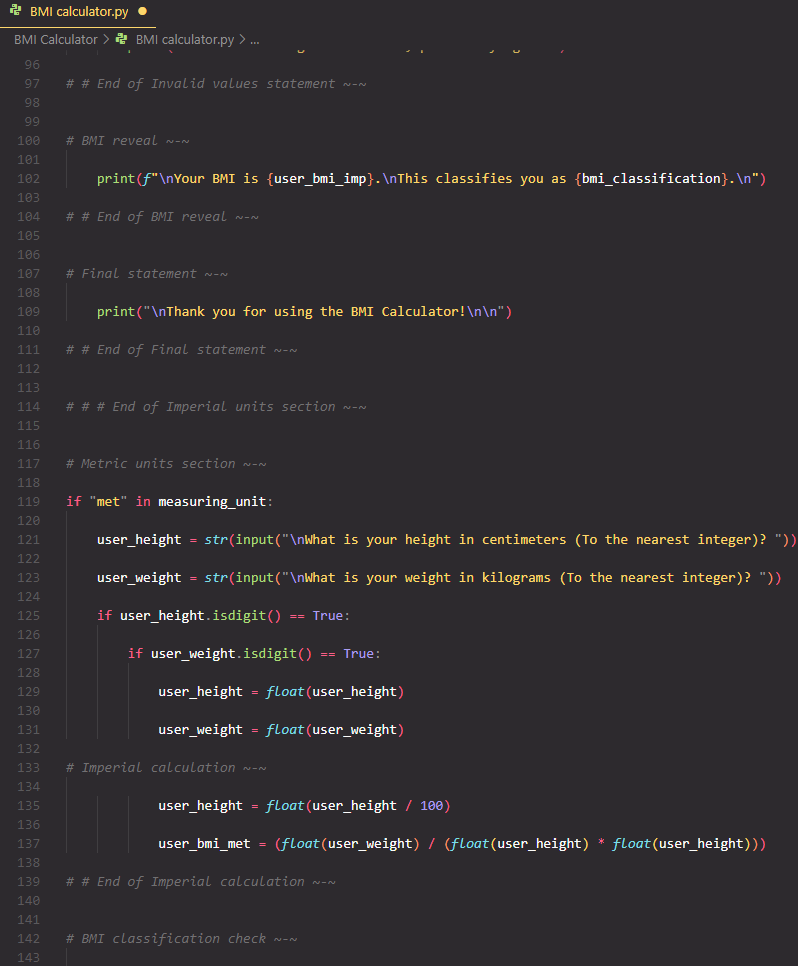 BMI calculator.py
BMI Calculator > BMI calculator.py > ...
96
97 # # End of Invalid values statement ~-~
98
99
100 # BMI reveal ~-~
101
102 print(f"\nYour BMI is {user_bmi_imp}.\nThis classifies you as {bmi_classification}.\n")
103
104 # # End of BMI reveal ~-~
105
106
107 # Final statement ~-~
108
109 print("\nThank you for using the BMI Calculator!\n\n")
110
111 # # End of Final statement ~-~
112
113
114 # # # End of Imperial units section ~-~
115
116
117 # Metric units section ~-~
118
119 if "met" in measuring_unit:
120
121 user_height = str(input("\nWhat is your height in centimeters (To the nearest integer)? "))
122
123 user_weight = str(input("\nWhat is your weight in kilograms (To the nearest integer)? "))
124
125 if user_height.isdigit() == True:
126
127 if user_weight.isdigit() == True:
128
129 user_height = float(user_height)
130
131 user_weight = float(user_weight)
132
133 # Imperial calculation ~-~
134
135 user_height = float(user_height / 100)
136
137 user_bmi_met = (float(user_weight) / (float(user_height) * float(user_height)))
138
139 # # End of Imperial calculation ~-~
140
141
142 # BMI classification check ~-~
143